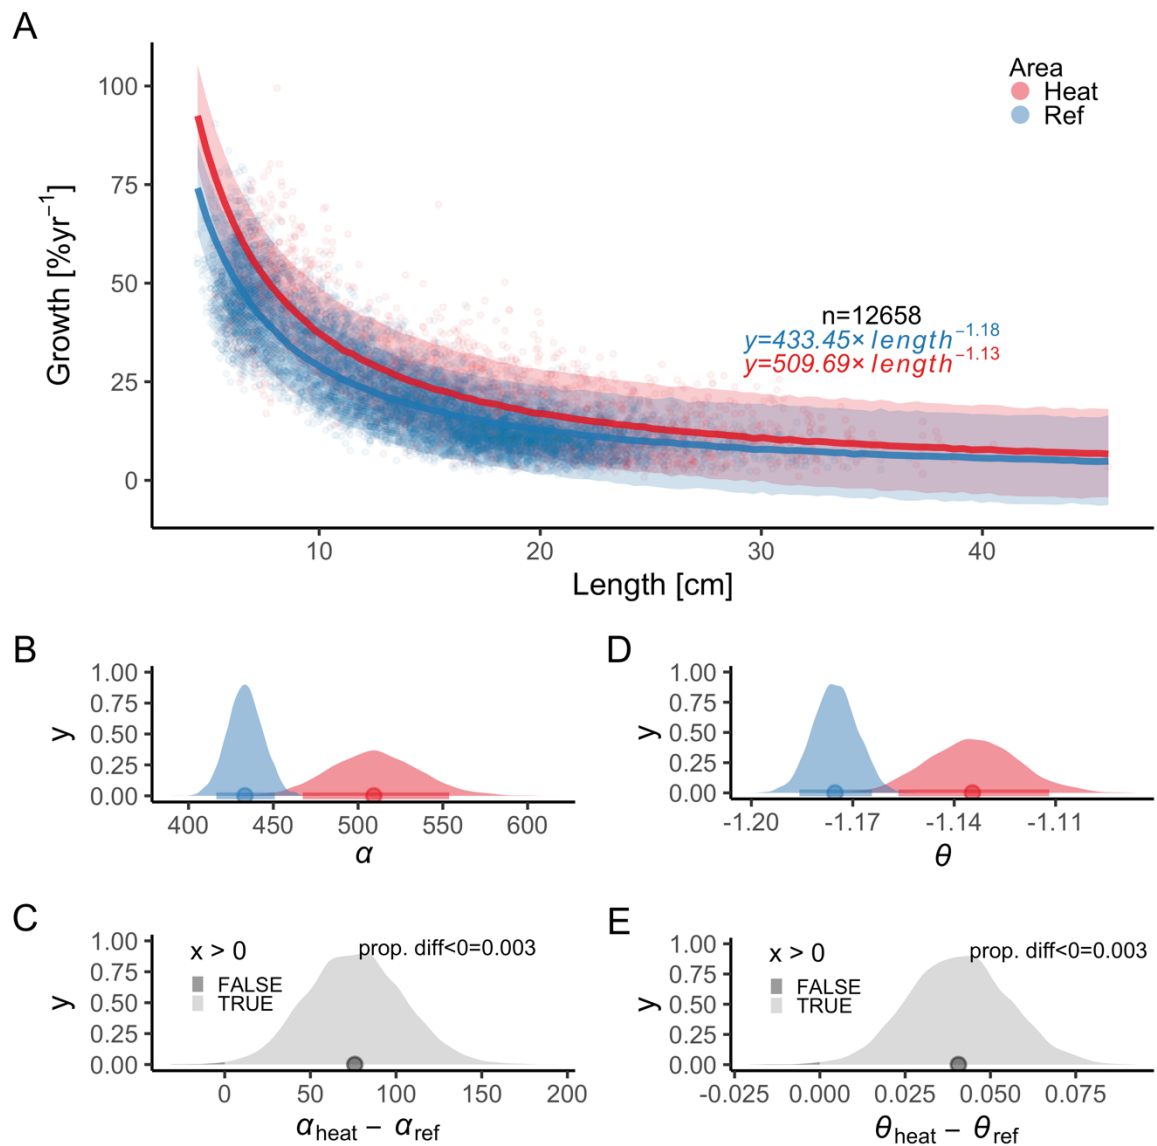 A
Growth [%yr⁻¹]
100
75
50
25
0
Area
Heat
Ref
n=12658
y=433.45× length⁻¹·¹⁸
y=509.69× length⁻¹·¹³
10 20 30 40
Length [cm]
B
y
1.00
0.75
0.50
0.25
0.00
400 450 500 550 600
α
D
y
1.00
0.75
0.50
0.25
0.00
-1.20 -1.17 -1.14 -1.11
θ
C
y
1.00
0.75
0.50
0.25
0.00
x > 0
FALSE
TRUE
prop. diff<0=0.003
0 50 100 150 200
α heat − α ref
E
y
1.00
0.75
0.50
0.25
0.00
x > 0
FALSE
TRUE
prop. diff<0=0.003
-0.025 0.000 0.025 0.050 0.075
θ heat − θ ref